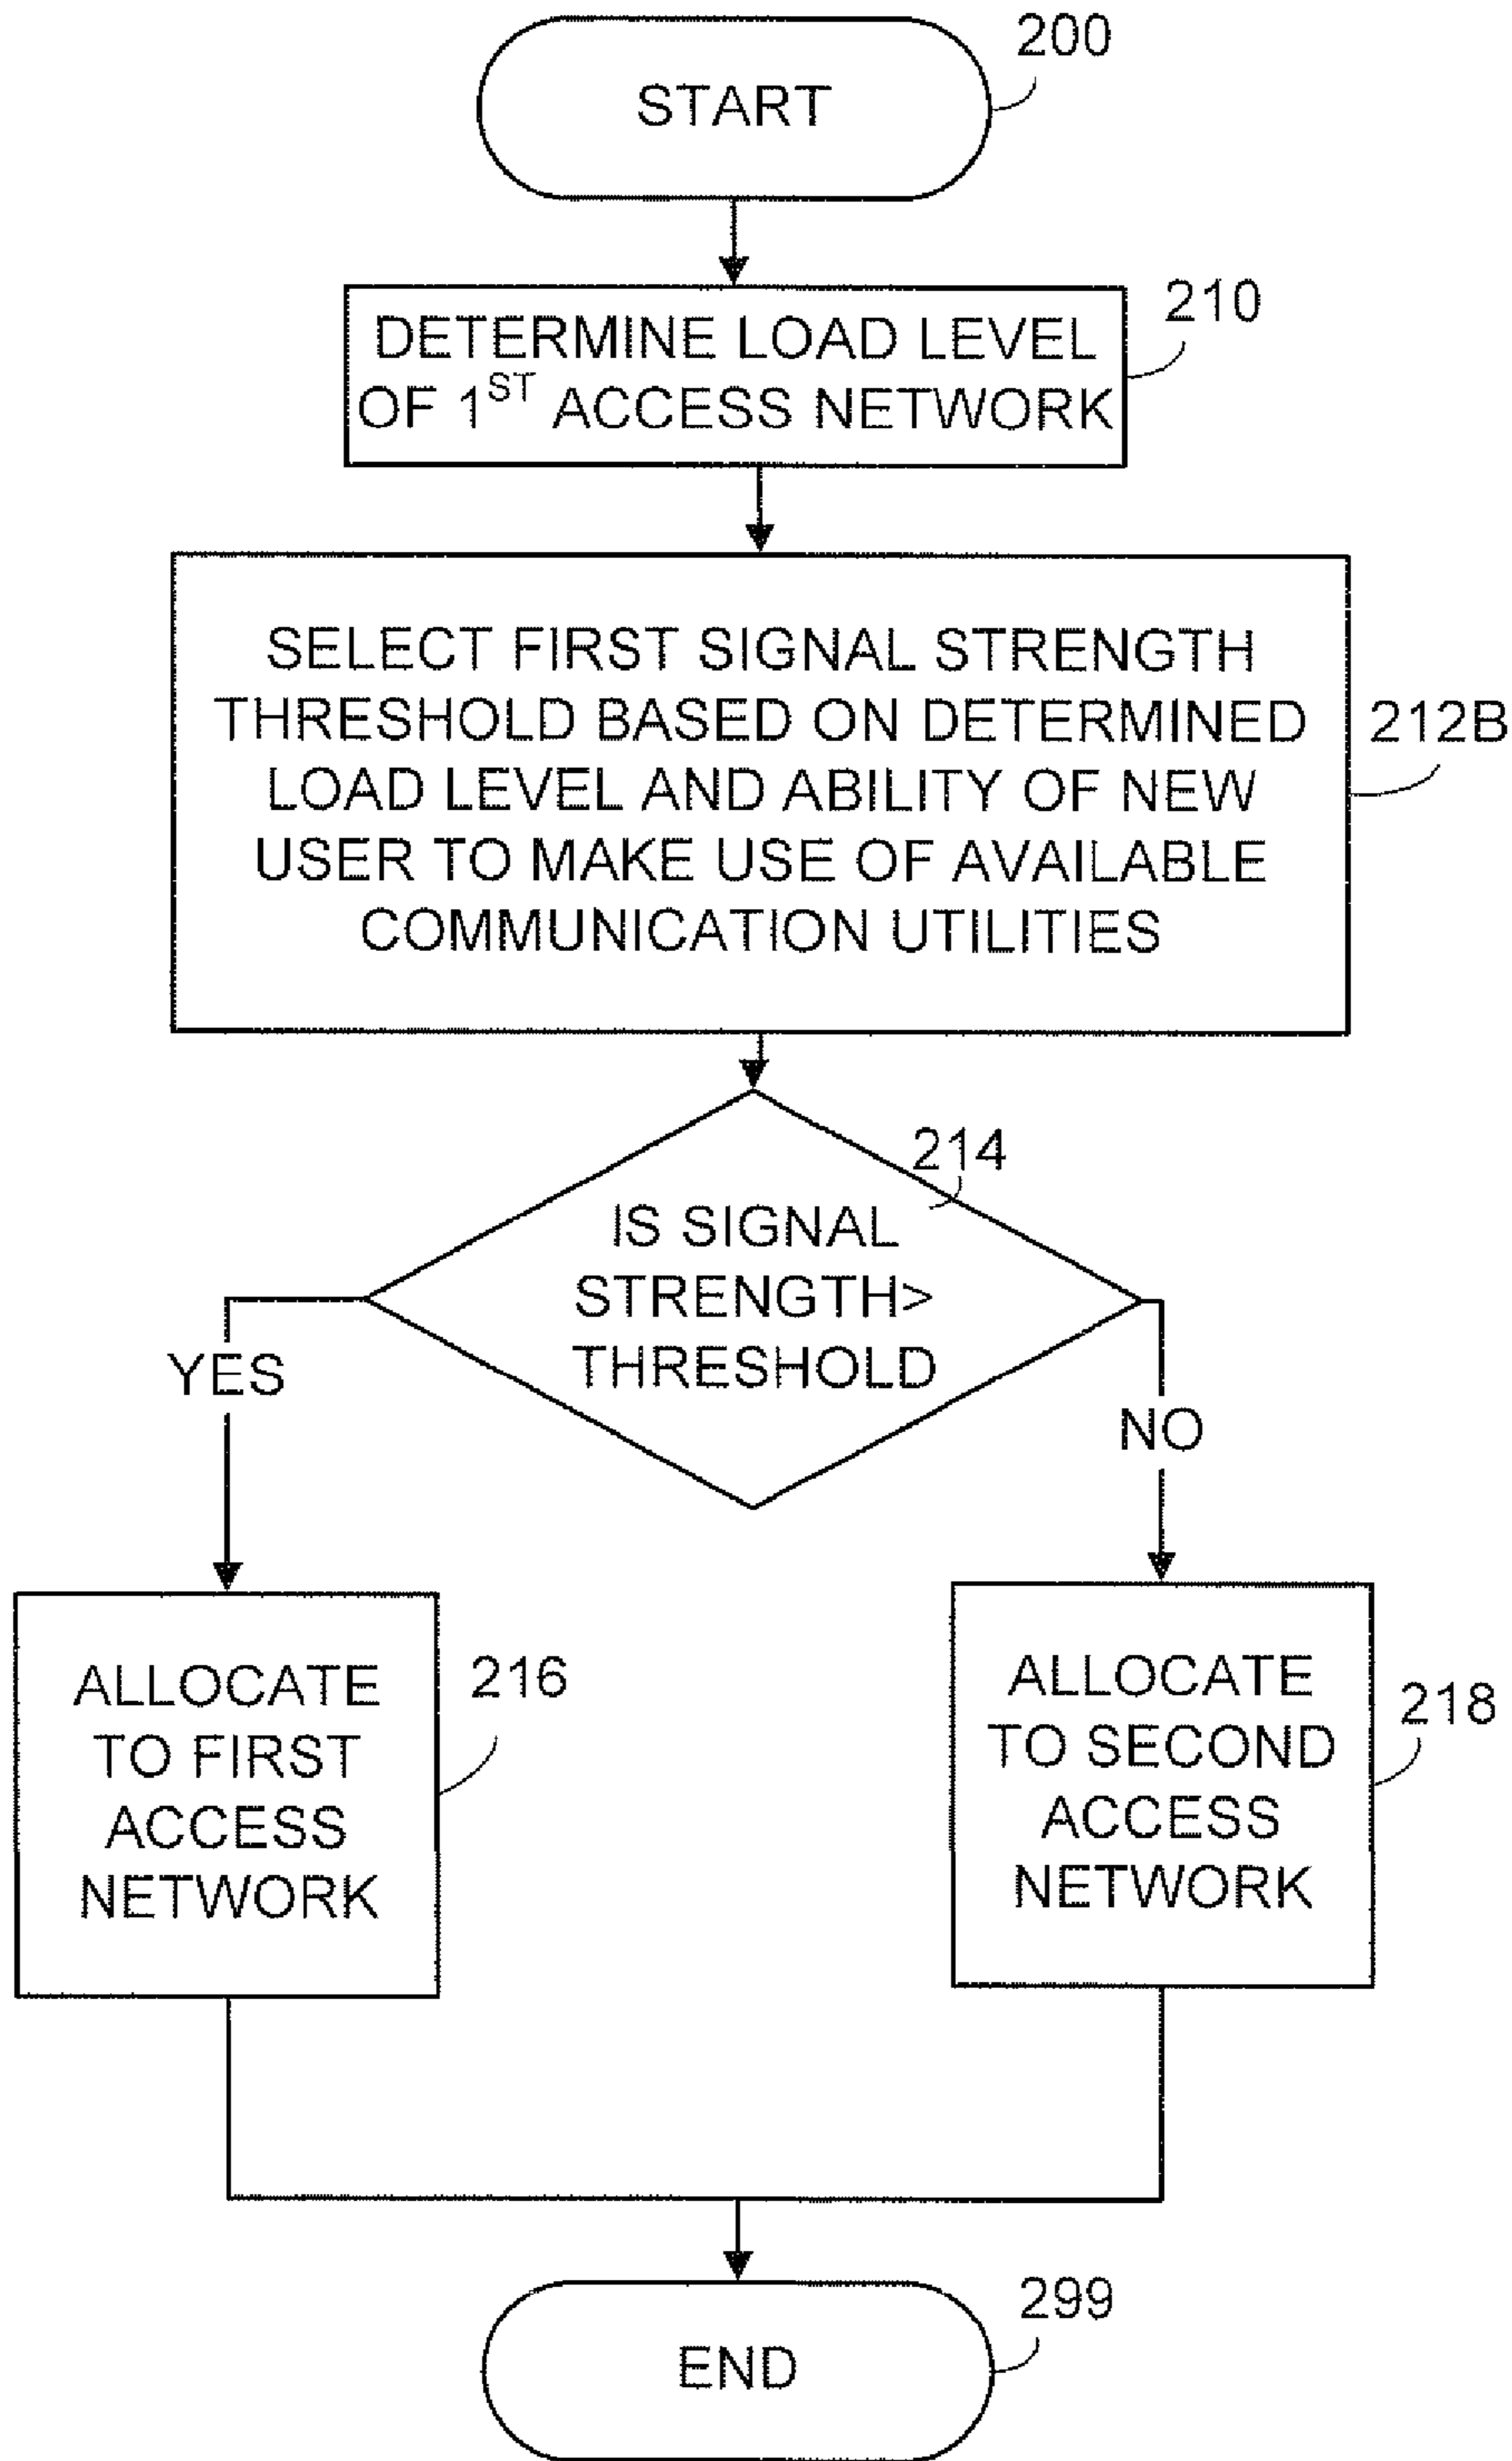 200
START
210
DETERMINE LOAD LEVEL
OF 1ST ACCESS NETWORK
SELECT FIRST SIGNAL STRENGTH
THRESHOLD BASED ON DETERMINED
LOAD LEVEL AND ABILITY OF NEW
USER TO MAKE USE OF AVAILABLE
COMMUNICATION UTILITIES
212B
214
IS SIGNAL
STRENGTH>
THRESHOLD
YES
NO
ALLOCATE
TO FIRST
ACCESS
NETWORK
216
ALLOCATE
TO SECOND
ACCESS
NETWORK
218
299
END